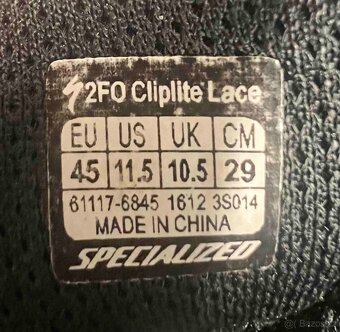 2FO Cliplite Lace
EU US UK CM
45 11.5 10.5 29
61117-6845 1612 3S014
MADE IN CHINA
SPECIALIZED